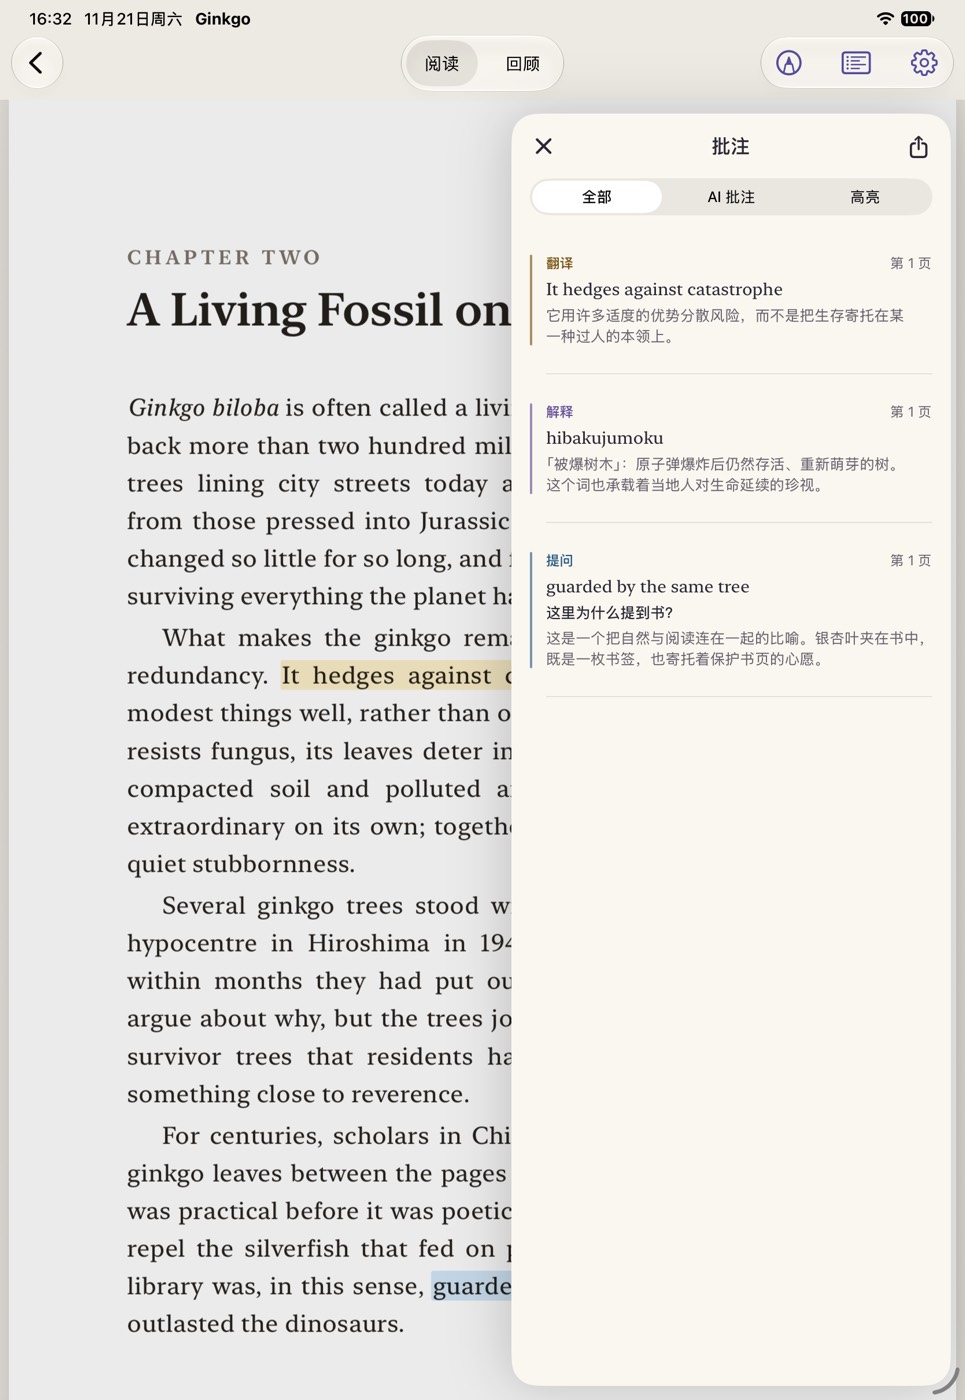 16:32 11月21日周六 Ginkgo
100
阅读 回顾
CHAPTER TWO
A Living Fossil on
Ginkgo biloba is often called a
back more than two hundred
trees lining city streets today
from those pressed into Jurassic
changed so little for so long, and
surviving everything the planet
What makes the ginkgo
redundancy. It hedges against
modest things well, rather than
resists fungus, its leaves deter
compacted soil and polluted
extraordinary on its own;
quiet stubbornness.
Several ginkgo trees stood
hypocentre in Hiroshima in
within months they had put
argue about why, but the trees
survivor trees that residents
something close to reverence.
For centuries, scholars in
ginkgo leaves between the pages
was practical before it was poetic
repel the silverfish that fed on
library was, in this sense,
outlasted the dinosaurs.
批注
全部 AI 批注 高亮
翻译 第 1 页
It hedges against catastrophe
它用许多适度的优势分散风险，而不是把生存寄托在某
一种过人的本领上。
解释 第 1 页
hibakujumoku
「被爆树木」：原子弹爆炸后仍然存活、重新萌芽的树。
这个词也承载着当地人对生命延续的珍视。
提问 第 1 页
guarded by the same tree
这里为什么提到书？
这是一个把自然与阅读连在一起的比喻。银杏叶夹在书中，
既是一枚书签，也寄托着保护书页的心愿。